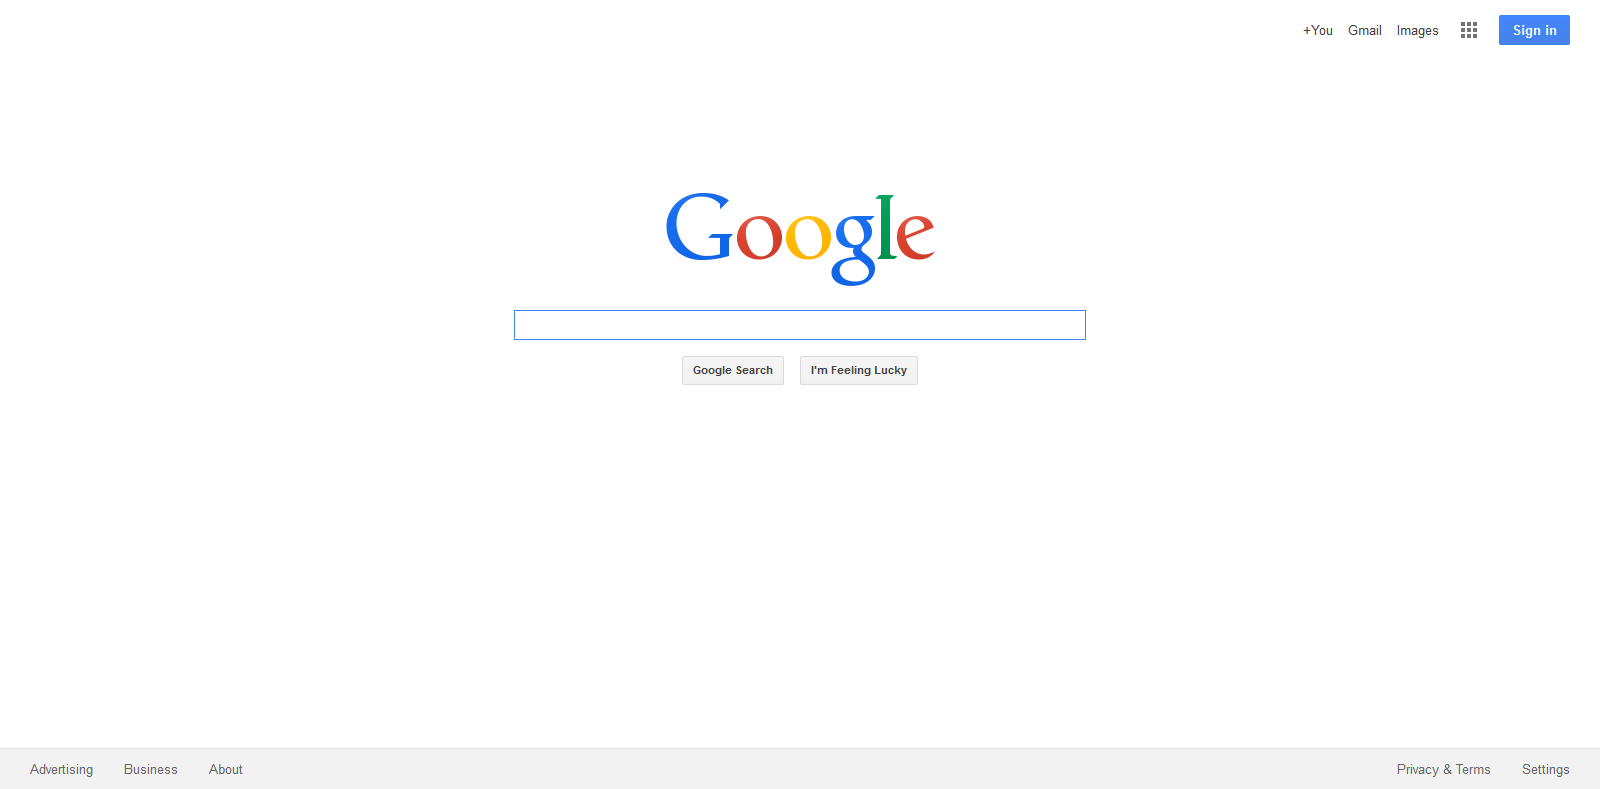 +You Gmail Images Sign in
Google
Google Search I'm Feeling Lucky
Advertising Business About Privacy & Terms Settings